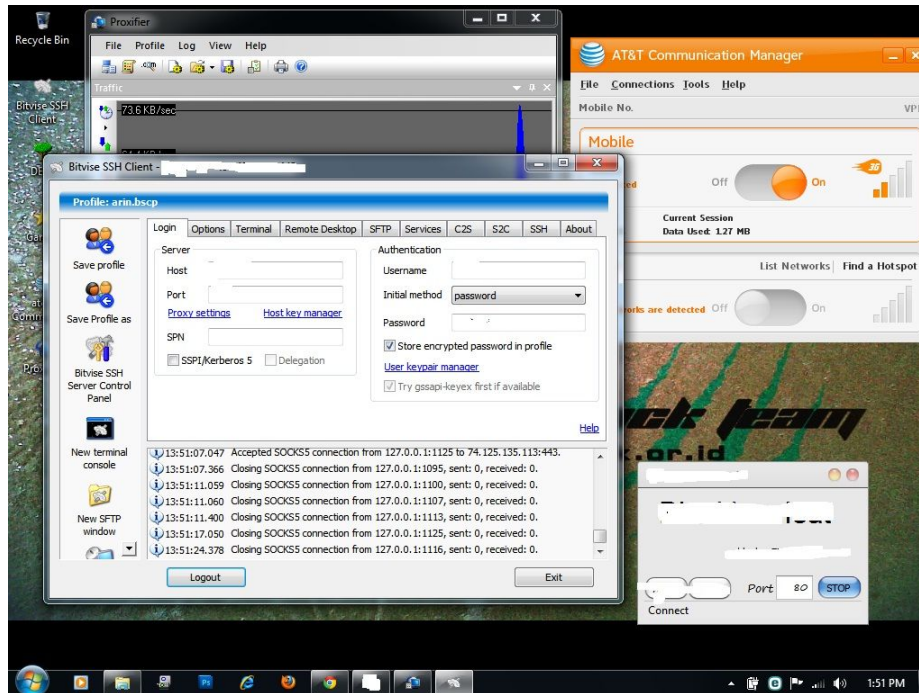 Recycle Bin
Bitvise SSH
Client
Proxifier
File Profile Log View Help
Traffic
73.6 KB/sec
AT&T Communication Manager
File Connections Tools Help
Mobile No.
Mobile
Off On
36
Current Session
Data Used: 1.27 MB
List Networks Find a Hotspot
works are detected Off On
Bitvise SSH Client -
Profile: arin.bscp
Save profile
Save Profile as
Bitvise SSH
Server Control
Panel
New terminal
console
New SFTP
window
Login Options Terminal Remote Desktop SFTP Services C2S S2C SSH About
Server
Host
Port
Proxy settings Host key manager
SPN
SSPI/Kerberos 5 Delegation
Authentication
Username
Initial method password
Password
Store encrypted password in profile
User keypair manager
Try gssapi-keyex first if available
Help
13:51:07.047 Accepted SOCKS5 connection from 127.0.0.1:1125 to 74.125.135.113:443.
13:51:07.366 Closing SOCKS5 connection from 127.0.0.1:1095, sent: 0, received: 0.
13:51:11.059 Closing SOCKS5 connection from 127.0.0.1:1100, sent: 0, received: 0.
13:51:11.060 Closing SOCKS5 connection from 127.0.0.1:1107, sent: 0, received: 0.
13:51:11.400 Closing SOCKS5 connection from 127.0.0.1:1113, sent: 0, received: 0.
13:51:17.050 Closing SOCKS5 connection from 127.0.0.1:1125, sent: 0, received: 0.
13:51:24.378 Closing SOCKS5 connection from 127.0.0.1:1116, sent: 0, received: 0.
Logout Exit
team
.or.id
Port 80 STOP
Connect
1:51 PM